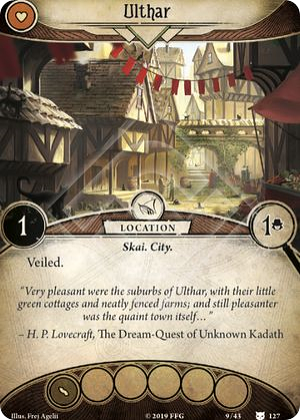 Ulthar
1
LOCATION
1
Skai. City.
Veiled.
“Very pleasant were the suburbs of Ulthar, with their little
green cottages and neatly fenced farms; and still pleasanter
was the quaint town itself…”
– H. P. Lovecraft, The Dream-Quest of Unknown Kadath
Illus. Frej Agelii
© 2019 FFG
9/43
127